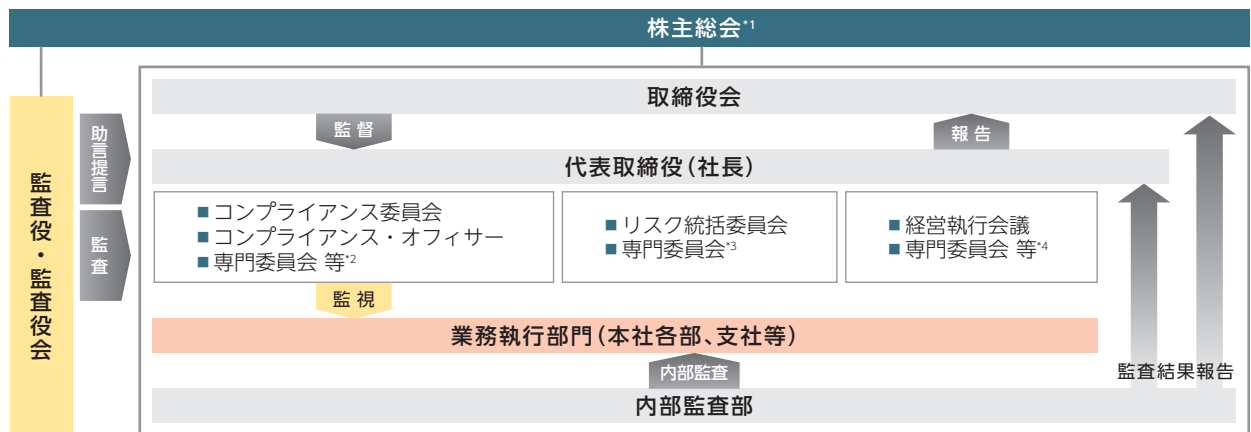 株主総会*1
取締役会
監督
報告
代表取締役（社長）
助言提言
監査
監査役・監査役会
■コンプライアンス委員会
■コンプライアンス・オフィサー
■専門委員会 等*2
■リスク統括委員会
■専門委員会*3
■経営執行会議
■専門委員会 等*4
監視
業務執行部門（本社各部、支社等）
内部監査
監査結果報告
内部監査部